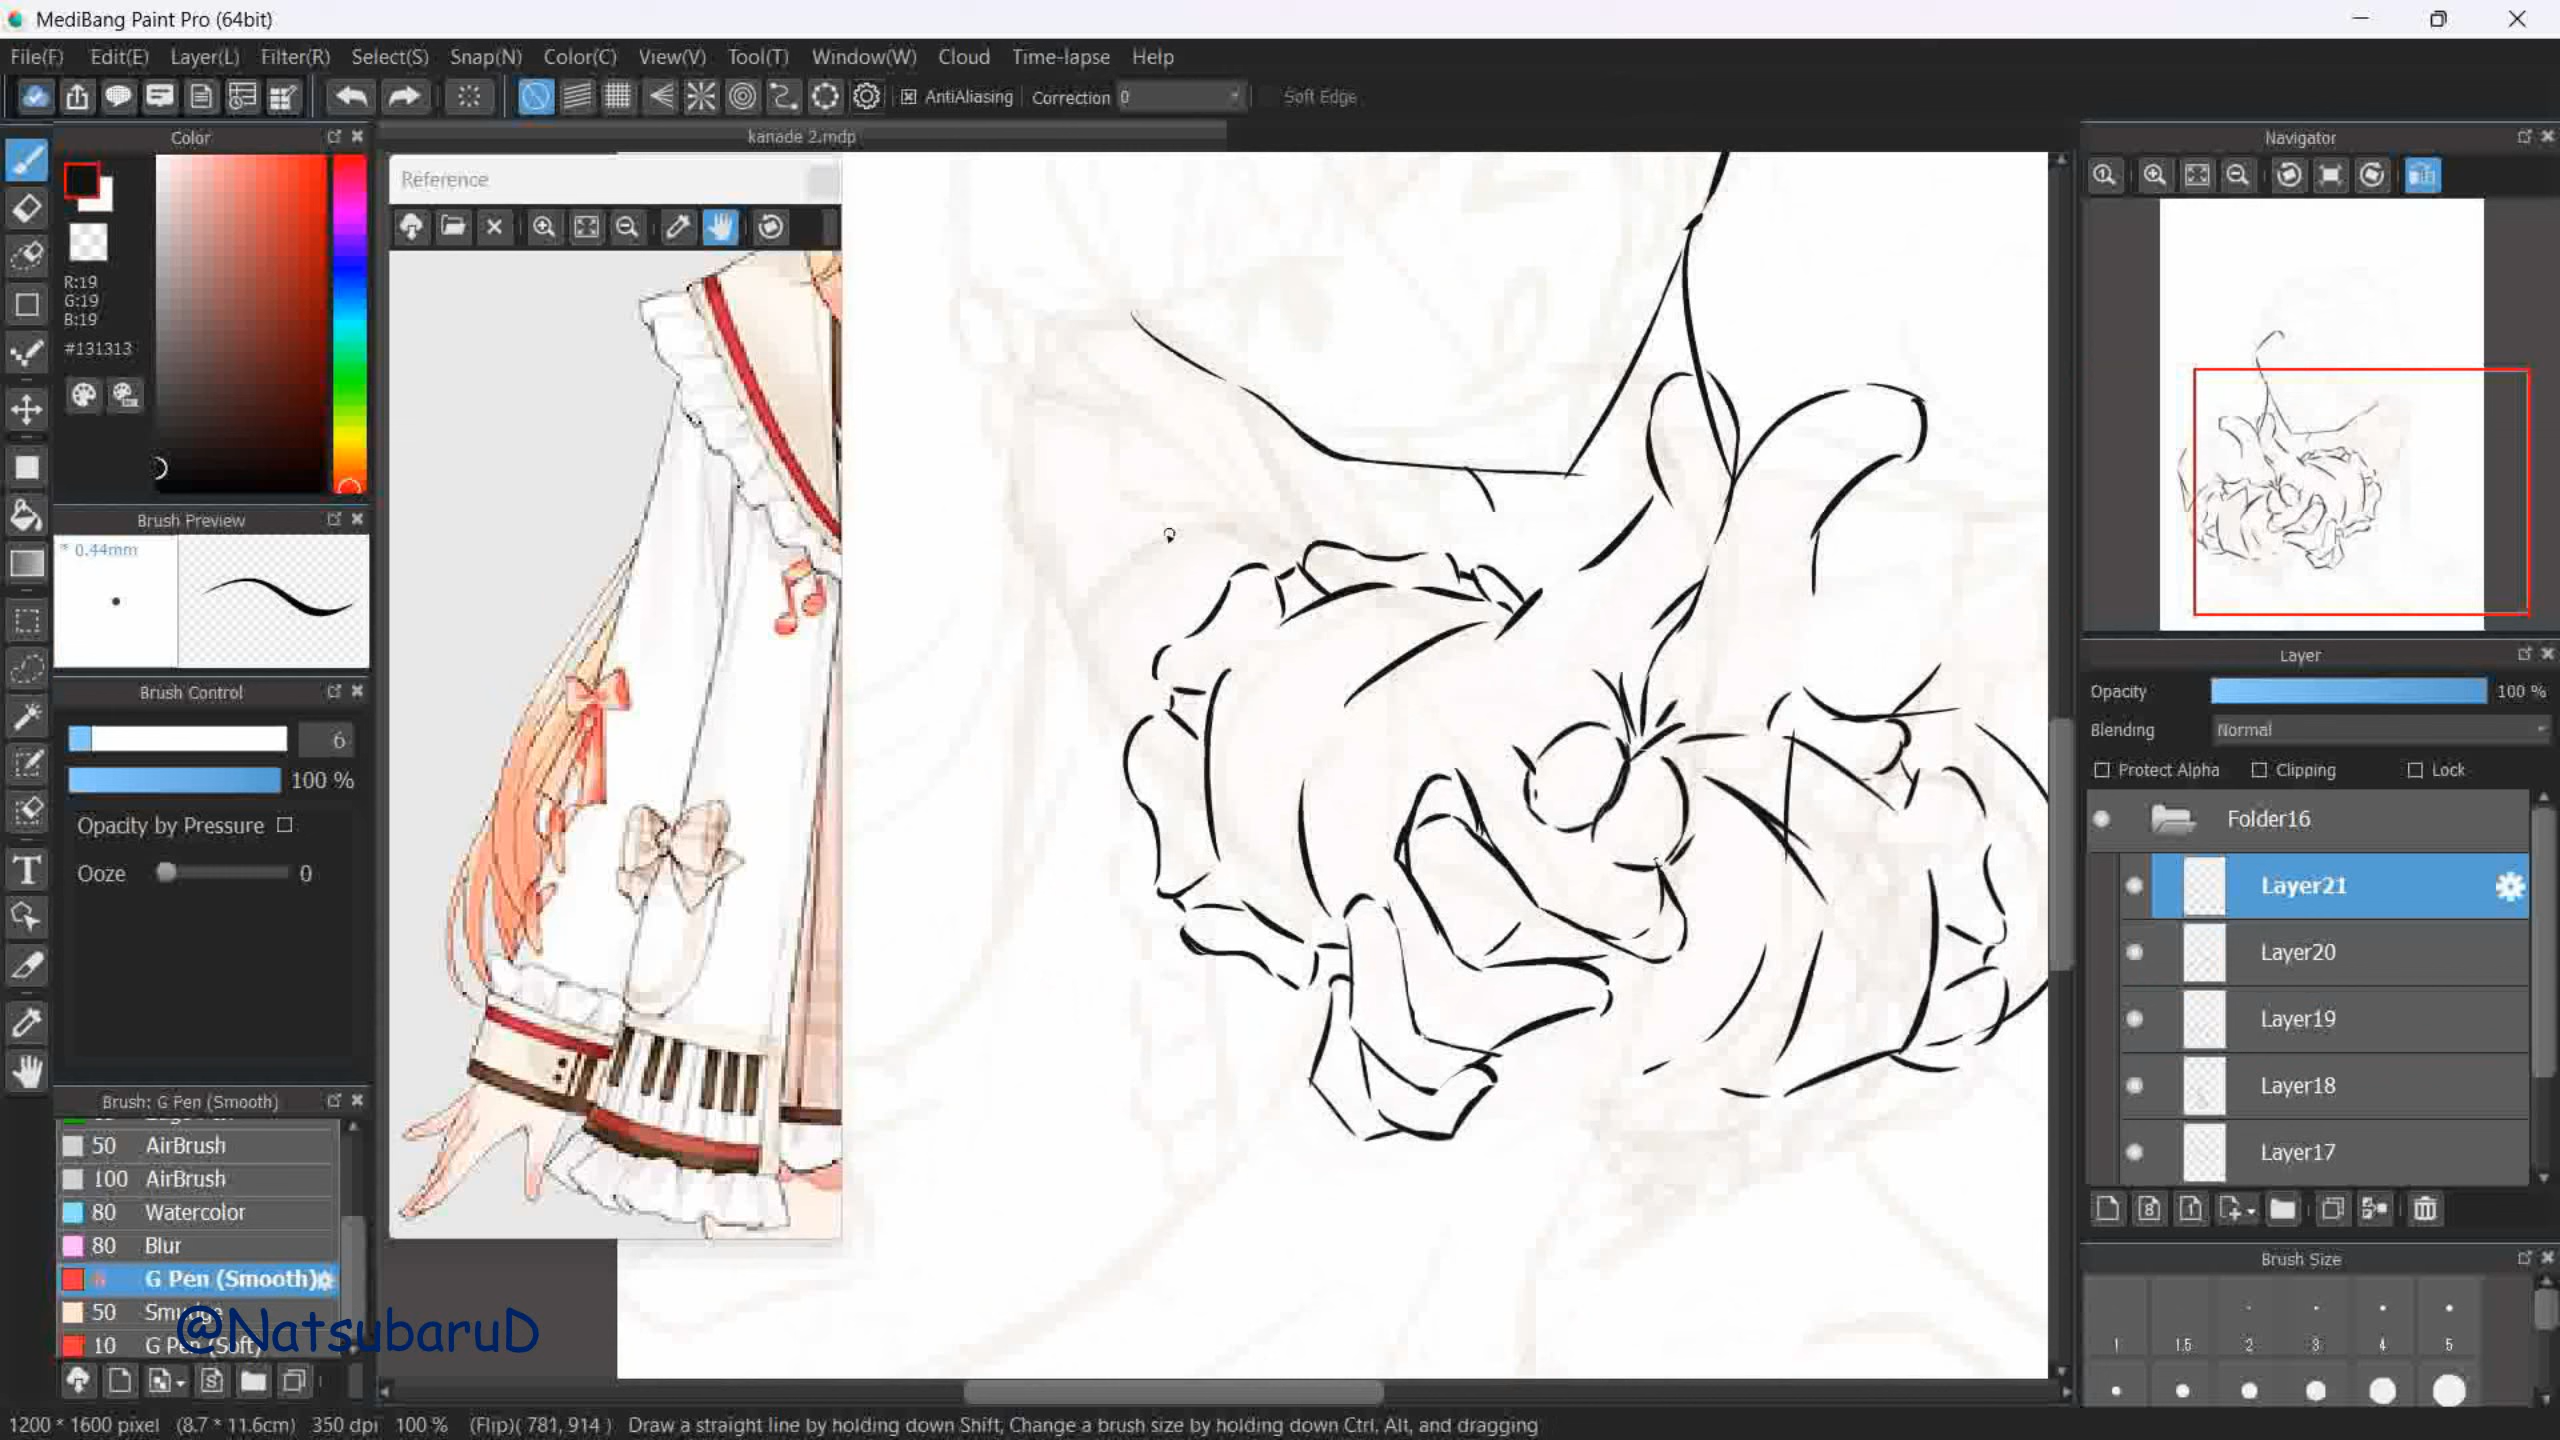 MediBang Paint Pro (64bit)
File(F) Edit(E) Layer(L) Filter(R) Select(S) Snap(N) Color(C) View(V) Tool(T) Window(W) Cloud Time-lapse Help
AntiAliasing Correction 0 Soft Edge
Color
kanade 2.mdp
Navigator
Reference
R:19
G:19
B:19
#131313
Brush Preview
* 0.44mm
Brush Control
6
100 %
Opacity by Pressure
Ooze 0
Brush: G Pen (Smooth)
50 AirBrush
100 AirBrush
80 Watercolor
80 Blur
G Pen (Smooth)
50 Smudge
10 G Pen (Soft)
@NatsubaruD
Layer
Opacity 100 %
Blending Normal
Protect Alpha Clipping Lock
Folder16
Layer21
Layer20
Layer19
Layer18
Layer17
Brush Size
1 1.5 2 3 4 5
1200 * 1600 pixel (8.7 * 11.6cm) 350 dpi 100 % (Flip)( 781, 914 ) Draw a straight line by holding down Shift, Change a brush size by holding down Ctrl, Alt, and dragging